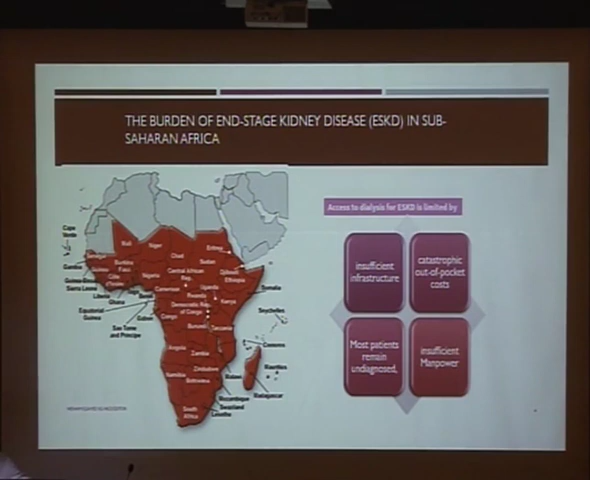 THE BURDEN OF END-STAGE KIDNEY DISEASE (ESKD) IN SUB-
SAHARAN AFRICA
Access to dialysis for ESKD is limited by
insufficient
infrastructure
catastrophic
out-of-pocket
costs
Most patients
remain
undiagnosed,
insufficient
Manpower
Cape
Verde
Mali
Niger
Chad
Sudan
Eritrea
Senegal
Gambia
Burkina
Faso
Guinea
Nigeria
Central African
Rep.
Djibouti
Ethiopia
Sierra Leone
Liberia
Ghana
Cameroon
Uganda
Somalia
Equatorial
Guinea
Gabon
Congo
Rwanda
Kenya
Democratic Rep.
of Congo
Seychelles
Sao Tome
and Principe
Burundi
Tanzania
Comoros
Angola
Zambia
Malawi
Mauritius
Zimbabwe
Namibia
Botswana
Madagascar
Mozambique
Swaziland
Lesotho
South
Africa